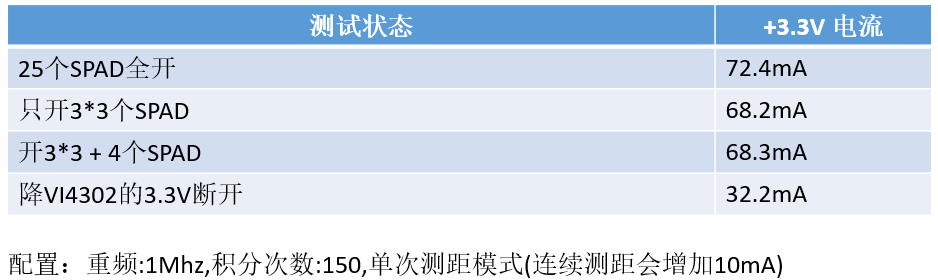 测试状态 +3.3V 电流
25个SPAD全开 72.4mA
只开3*3个SPAD 68.2mA
开3*3 + 4个SPAD 68.3mA
降VI4302的3.3V断开 32.2mA
配置：重频:1Mhz,积分次数:150,单次测距模式(连续测距会增加10mA)